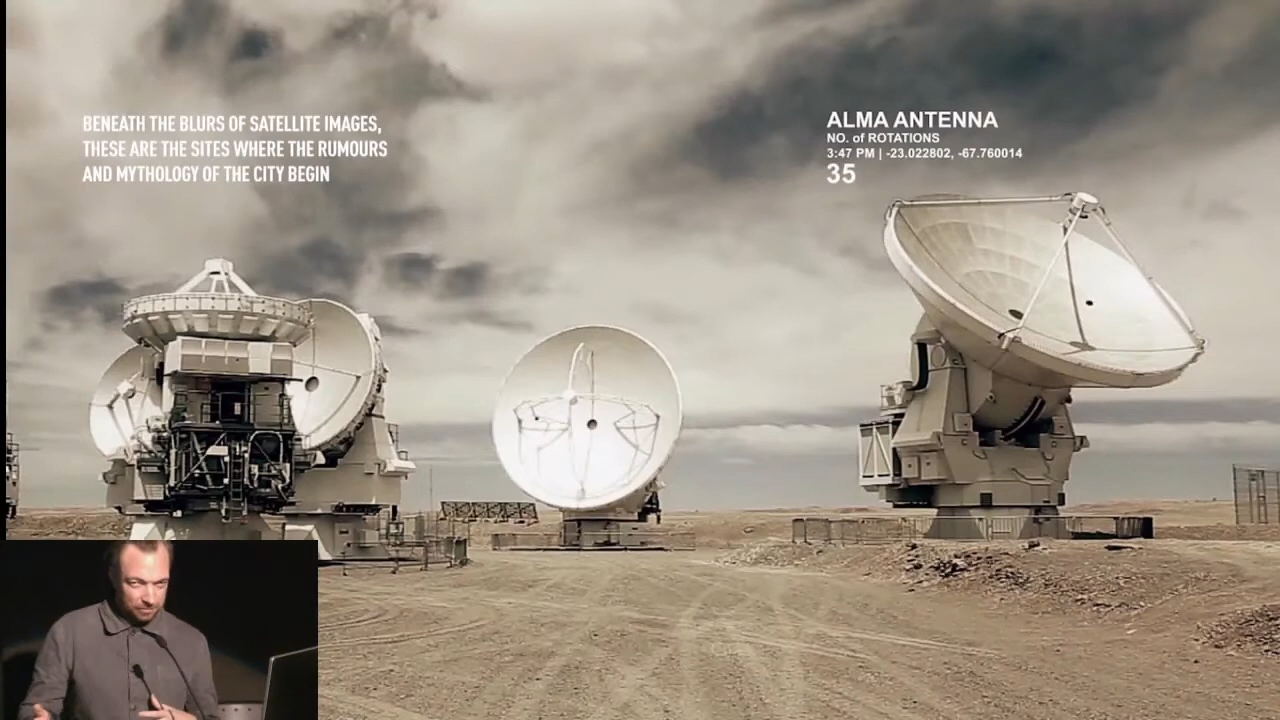 BENEATH THE BLURS OF SATELLITE IMAGES,
THESE ARE THE SITES WHERE THE RUMOURS
AND MYTHOLOGY OF THE CITY BEGIN
ALMA ANTENNA
NO. of ROTATIONS
3:47 PM | -23.022802, -67.760014
35